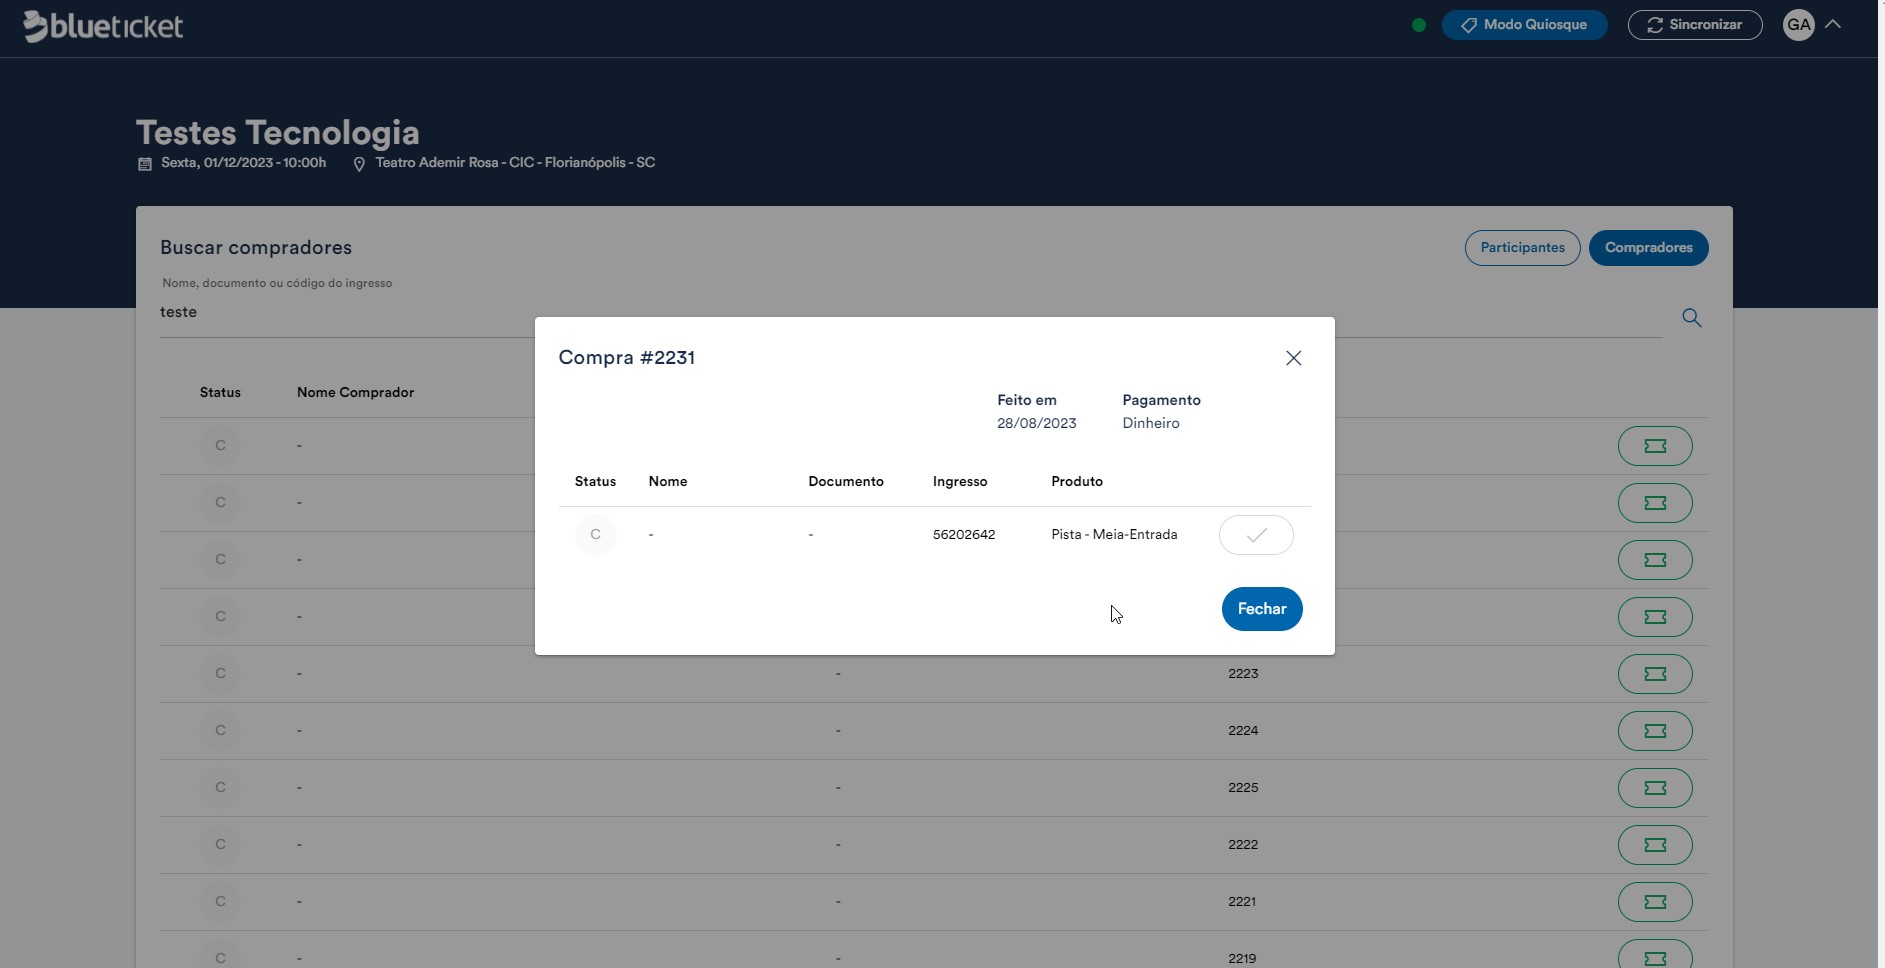 blueticket
Modo Quiosque
Sincronizar
GA
Testes Tecnologia
Sexta, 01/12/2023 - 10:00h
Teatro Ademir Rosa - CIC - Florianópolis - SC
Buscar compradores
Participantes
Compradores
Nome, documento ou código do ingresso
teste
Status Nome Comprador
C -
C -
C -
C -
C - - 2223
C - - 2224
C - - 2225
C - - 2222
C - - 2221
C - - 2219
Compra #2231
Feito em Pagamento
28/08/2023 Dinheiro
Status Nome Documento Ingresso Produto
C - - 56202642 Pista - Meia-Entrada
Fechar